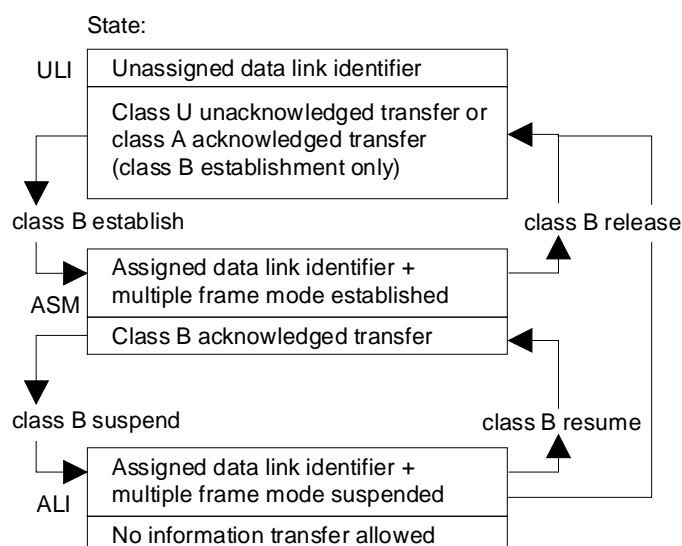 State:
ULI
Unassigned data link identifier
Class U unacknowledged transfer or
class A acknowledged transfer
(class B establishment only)
class B establish
class B release
Assigned data link identifier +
multiple frame mode established
ASM
Class B acknowledged transfer
class B suspend
class B resume
Assigned data link identifier +
multiple frame mode suspended
ALI
No information transfer allowed